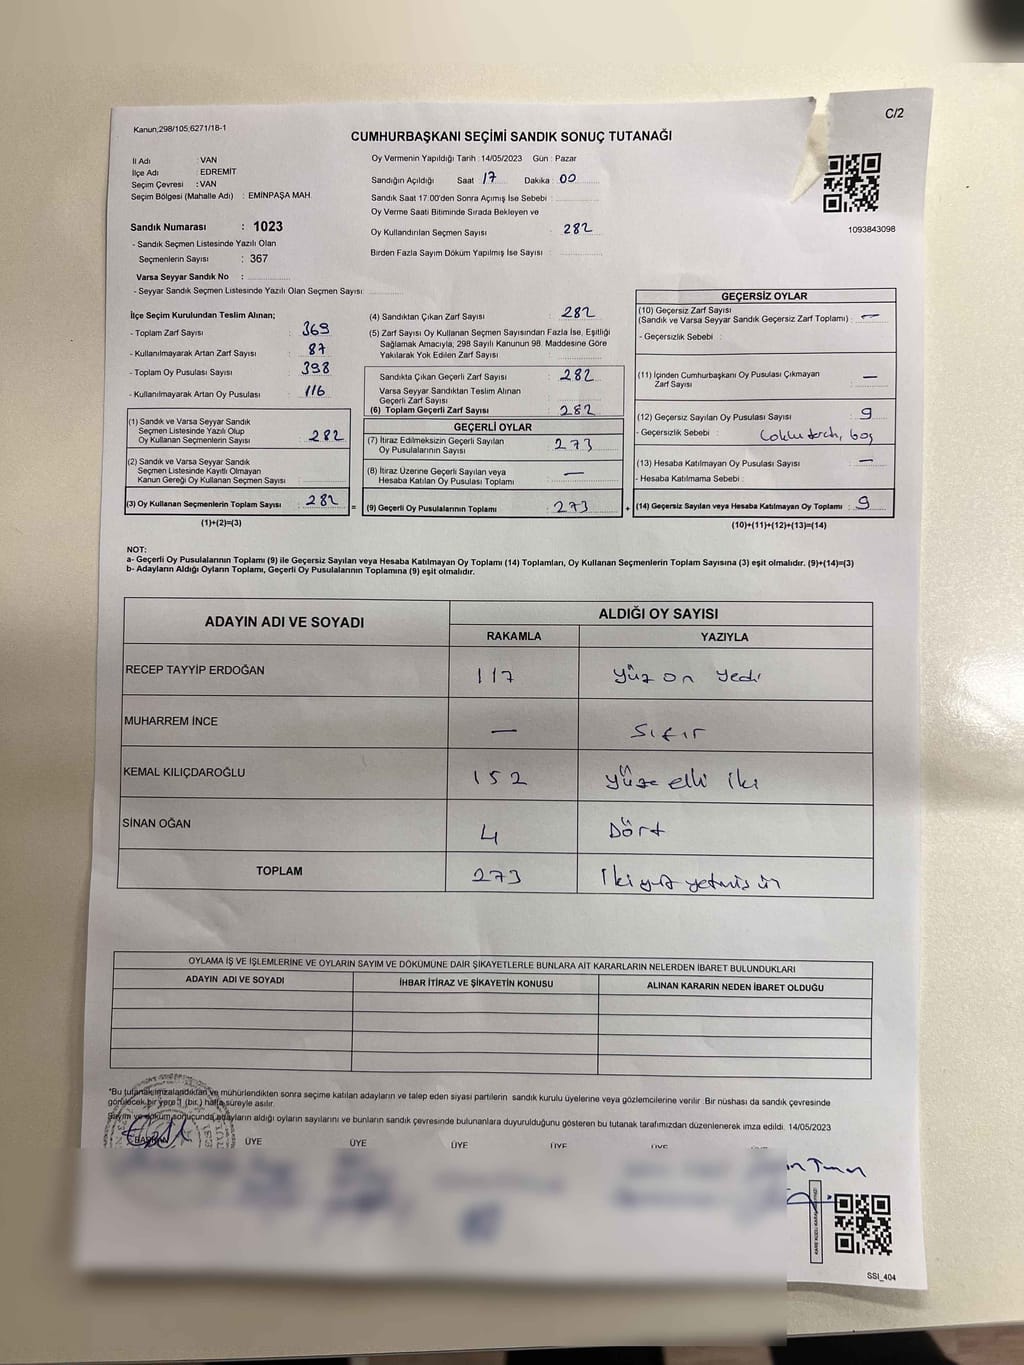 Kanun,298/105;6271/18-1
C/2
CUMHURBAŞKANI SEÇİMİ SANDIK SONUÇ TUTANAĞI
İl Adı : VAN
İlçe Adı : EDREMİT
Seçim Çevresi : VAN
Seçim Bölgesi (Mahalle Adı) : EMİNPAŞA MAH.
Oy Vermenin Yapıldığı Tarih : 14/05/2023 Gün : Pazar
Sandığın Açıldığı Saat : 17 Dakika : 00
Sandık Saat 17:00'den Sonra Açılmış İse Sebebi :
Oy Verme Saati Bitiminde Sırada Bekleyen ve
Oy Kullandırılan Seçmen Sayısı : 282
Birden Fazla Sayım Döküm Yapılmış İse Sayısı :
1093843098
Sandık Numarası : 1023
- Sandık Seçmen Listesinde Yazılı Olan
Seçmenlerin Sayısı : 367
Varsa Seyyar Sandık No :
- Seyyar Sandık Seçmen Listesinde Yazılı Olan Seçmen Sayısı:
İlçe Seçim Kurulundan Teslim Alınan;
- Toplam Zarf Sayısı : 369
- Kullanılmayarak Artan Zarf Sayısı : 87
- Toplam Oy Pusulası Sayısı : 398
- Kullanılmayarak Artan Oy Pusulası : 116
(1) Sandık ve Varsa Seyyar Sandık
Seçmen Listesinde Yazılı Olup
Oy Kullanan Seçmenlerin Sayısı : 282
(2) Sandık ve Varsa Seyyar Sandık
Seçmen Listesinde Kayıtlı Olmayan
Kanun Gereği Oy Kullanan Seçmen Sayısı :
(3) Oy Kullanan Seçmenlerin Toplam Sayısı : 282
(1)+(2)=(3)
(4) Sandıktan Çıkan Zarf Sayısı : 282
(5) Zarf Sayısı Oy Kullanan Seçmen Sayısından Fazla İse, Eşitliği
Sağlamak Amacıyla, 298 Sayılı Kanunun 98. Maddesine Göre
Yakılarak Yok Edilen Zarf Sayısı :
Sandıkta Çıkan Geçerli Zarf Sayısı : 282
Varsa Seyyar Sandıktan Teslim Alınan
Geçerli Zarf Sayısı :
(6) Toplam Geçerli Zarf Sayısı : 282
GEÇERLİ OYLAR
(7) İtiraz Edilmeksizin Geçerli Sayılan
Oy Pusulalarının Sayısı : 273
(8) İtiraz Üzerine Geçerli Sayılan veya
Hesaba Katılan Oy Pusulası Toplamı : —
= (9) Geçerli Oy Pusulalarının Toplamı : 273
GEÇERSİZ OYLAR
(10) Geçersiz Zarf Sayısı
(Sandık ve Varsa Seyyar Sandık Geçersiz Zarf Toplamı) : —
- Geçersizlik Sebebi :
(11) İçinden Cumhurbaşkanı Oy Pusulası Çıkmayan
Zarf Sayısı : —
(12) Geçersiz Sayılan Oy Pusulası Sayısı : 9
- Geçersizlik Sebebi : boş
(13) Hesaba Katılmayan Oy Pusulası Sayısı : —
- Hesaba Katılmama Sebebi :
+ (14) Geçersiz Sayılan veya Hesaba Katılmayan Oy Toplamı : 9
(10)+(11)+(12)+(13)=(14)
NOT:
a- Geçerli Oy Pusulalarının Toplamı (9) ile Geçersiz Sayılan veya Hesaba Katılmayan Oy Toplamı (14) Toplamları, Oy Kullanan Seçmenlerin Toplam Sayısına (3) eşit olmalıdır. (9)+(14)=(3)
b- Adayların Aldığı Oyların Toplamı, Geçerli Oy Pusulalarının Toplamına (9) eşit olmalıdır.
ADAYIN ADI VE SOYADI
ALDIĞI OY SAYISI
RAKAMLA YAZIYLA
RECEP TAYYİP ERDOĞAN 117 yüz on yedi
MUHARREM İNCE — Sıfır
KEMAL KILIÇDAROĞLU 152 yüz elli iki
SİNAN OĞAN 4 Dört
TOPLAM 273 İkiyüz yetmiş üç
OYLAMA İŞ VE İŞLEMLERİNE VE OYLARIN SAYIM VE DÖKÜMÜNE DAİR ŞİKAYETLERLE BUNLARA AİT KARARLARIN NELERDEN İBARET BULUNDUKLARI
ADAYIN ADI VE SOYADI İHBAR İTİRAZ VE ŞİKAYETİN KONUSU ALINAN KARARIN NEDEN İBARET OLDUĞU
*Bu tutanak imzalandıktan ve mühürlendikten sonra seçime katılan adayların ve talep eden siyasi partilerin sandık kurulu üyelerine veya gözlemcilerine verilir. Bir nüshası da sandık çevresinde
görülecek bir yere 1 (bir.) hafta süreyle asılır.
Sayım ve döküm sonucunda adayların aldığı oyların sayılarını ve bunların sandık çevresinde bulunanlara duyurulduğunu gösteren bu tutanak tarafımızdan düzenlenerek imza edildi. 14/05/2023
BAŞKAN ÜYE ÜYE ÜYE ÜYE ÜYE
SSI_404